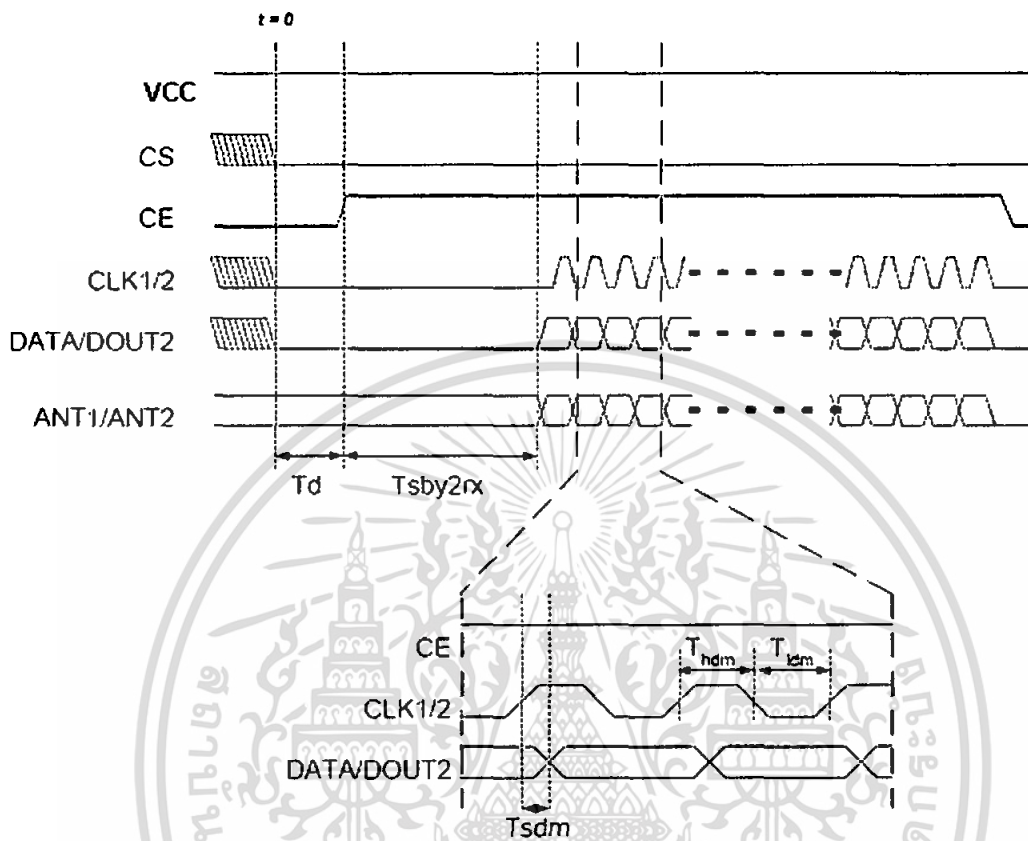 t = 0
VCC
CS
CE
CLK1/2
DATA/DOUT2
ANT1/ANT2
Td
Tsby2rx
CE
Thdm
Tldm
CLK1/2
DATA/DOUT2
Tsdm